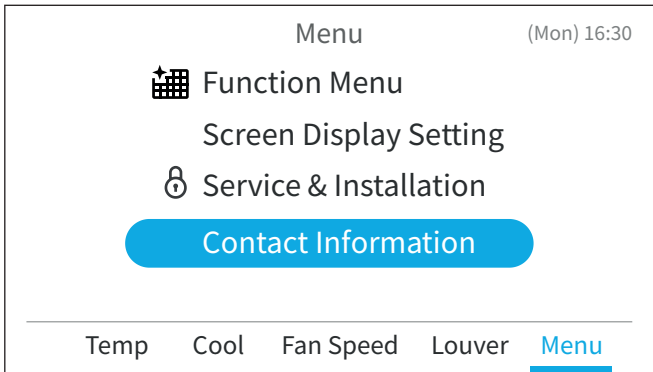 Menu (Mon) 16:30
Function Menu
Screen Display Setting
Service & Installation
Contact Information
Temp Cool Fan Speed Louver Menu